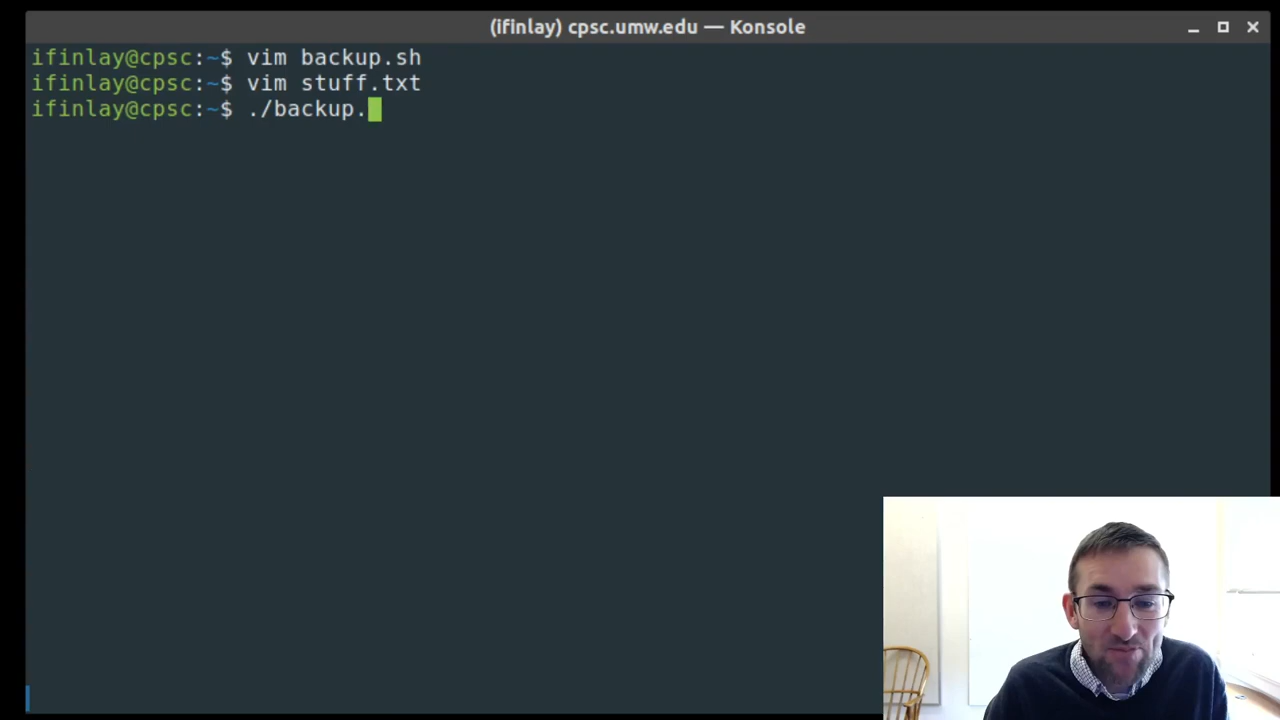 (ifinlay) cpsc.umw.edu — Konsole
ifinlay@cpsc:~$ vim backup.sh
ifinlay@cpsc:~$ vim stuff.txt
ifinlay@cpsc:~$ ./backup.